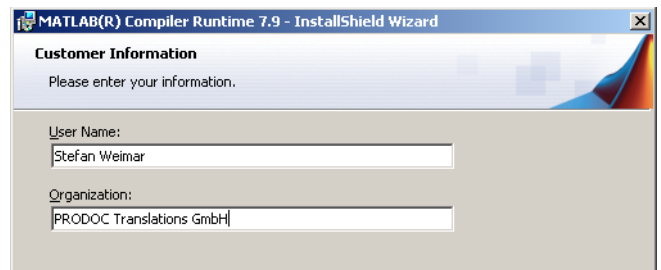 MATLAB(R) Compiler Runtime 7.9 - InstallShield Wizard
Customer Information
Please enter your information.
User Name:
Stefan Weimar
Organization:
PRODOC Translations GmbH